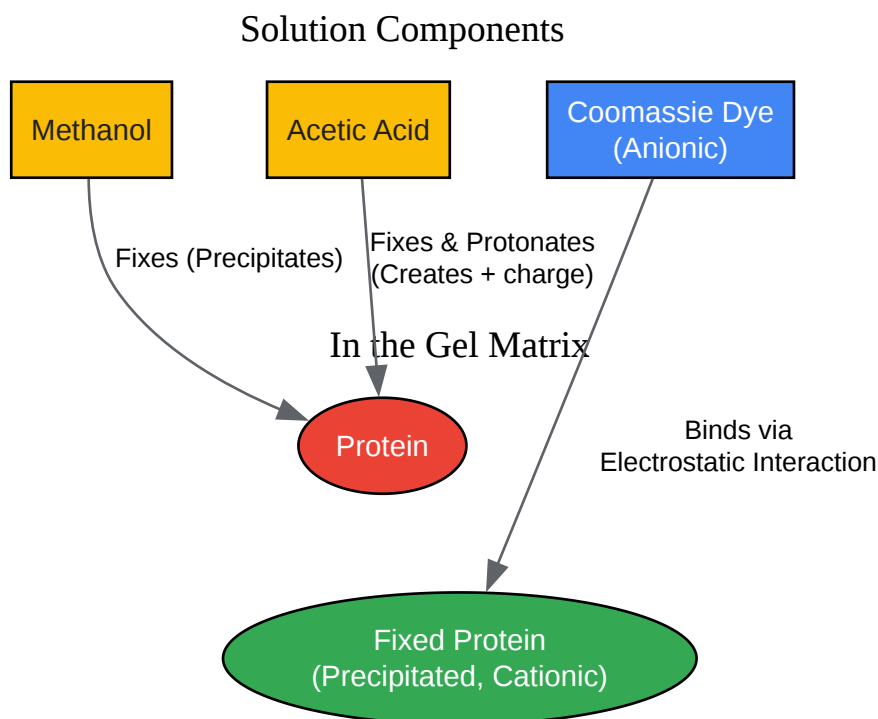 Solution Components
Methanol
Acetic Acid
Coomassie Dye
(Anionic)
Fixes (Precipitates)
Fixes & Protonates
(Creates + charge)
In the Gel Matrix
Protein
Binds via
Electrostatic Interaction
Fixed Protein
(Precipitated, Cationic)